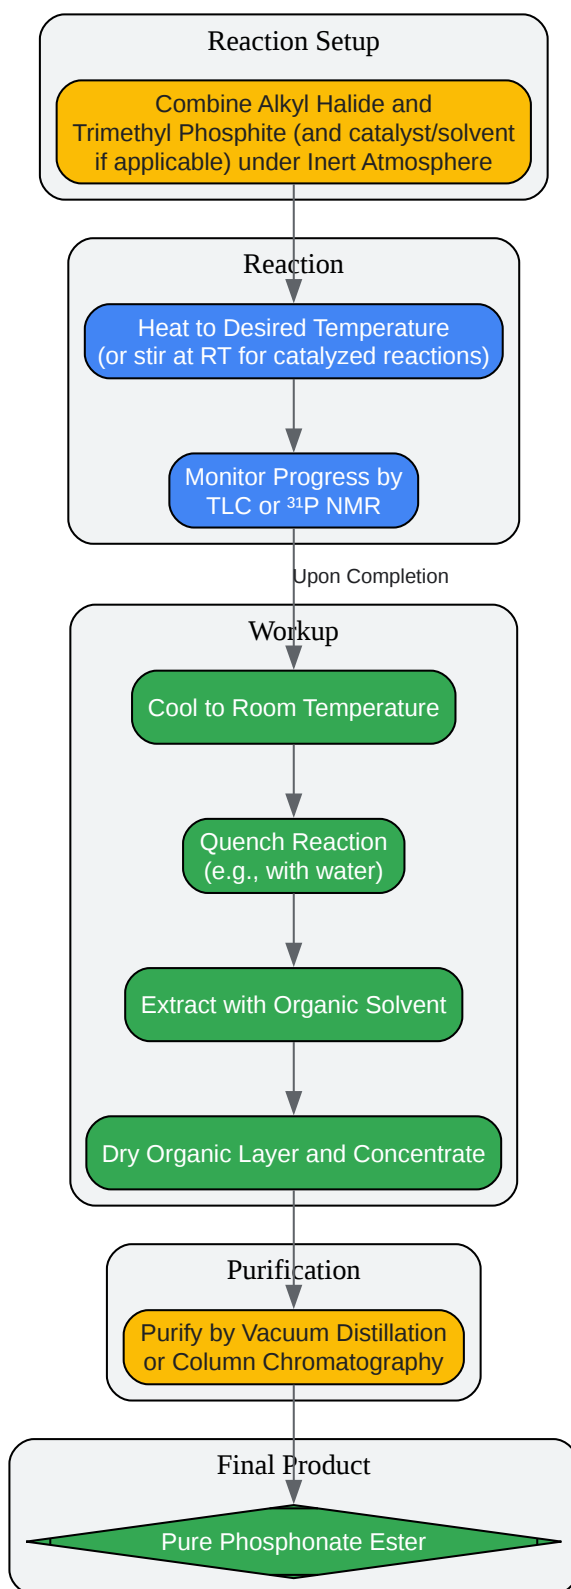 Reaction Setup
Combine Alkyl Halide and
Trimethyl Phosphite (and catalyst/solvent
if applicable) under Inert Atmosphere
Reaction
Heat to Desired Temperature
(or stir at RT for catalyzed reactions)
Monitor Progress by
TLC or ³¹P NMR
Upon Completion
Workup
Cool to Room Temperature
Quench Reaction
(e.g., with water)
Extract with Organic Solvent
Dry Organic Layer and Concentrate
Purification
Purify by Vacuum Distillation
or Column Chromatography
Final Product
Pure Phosphonate Ester